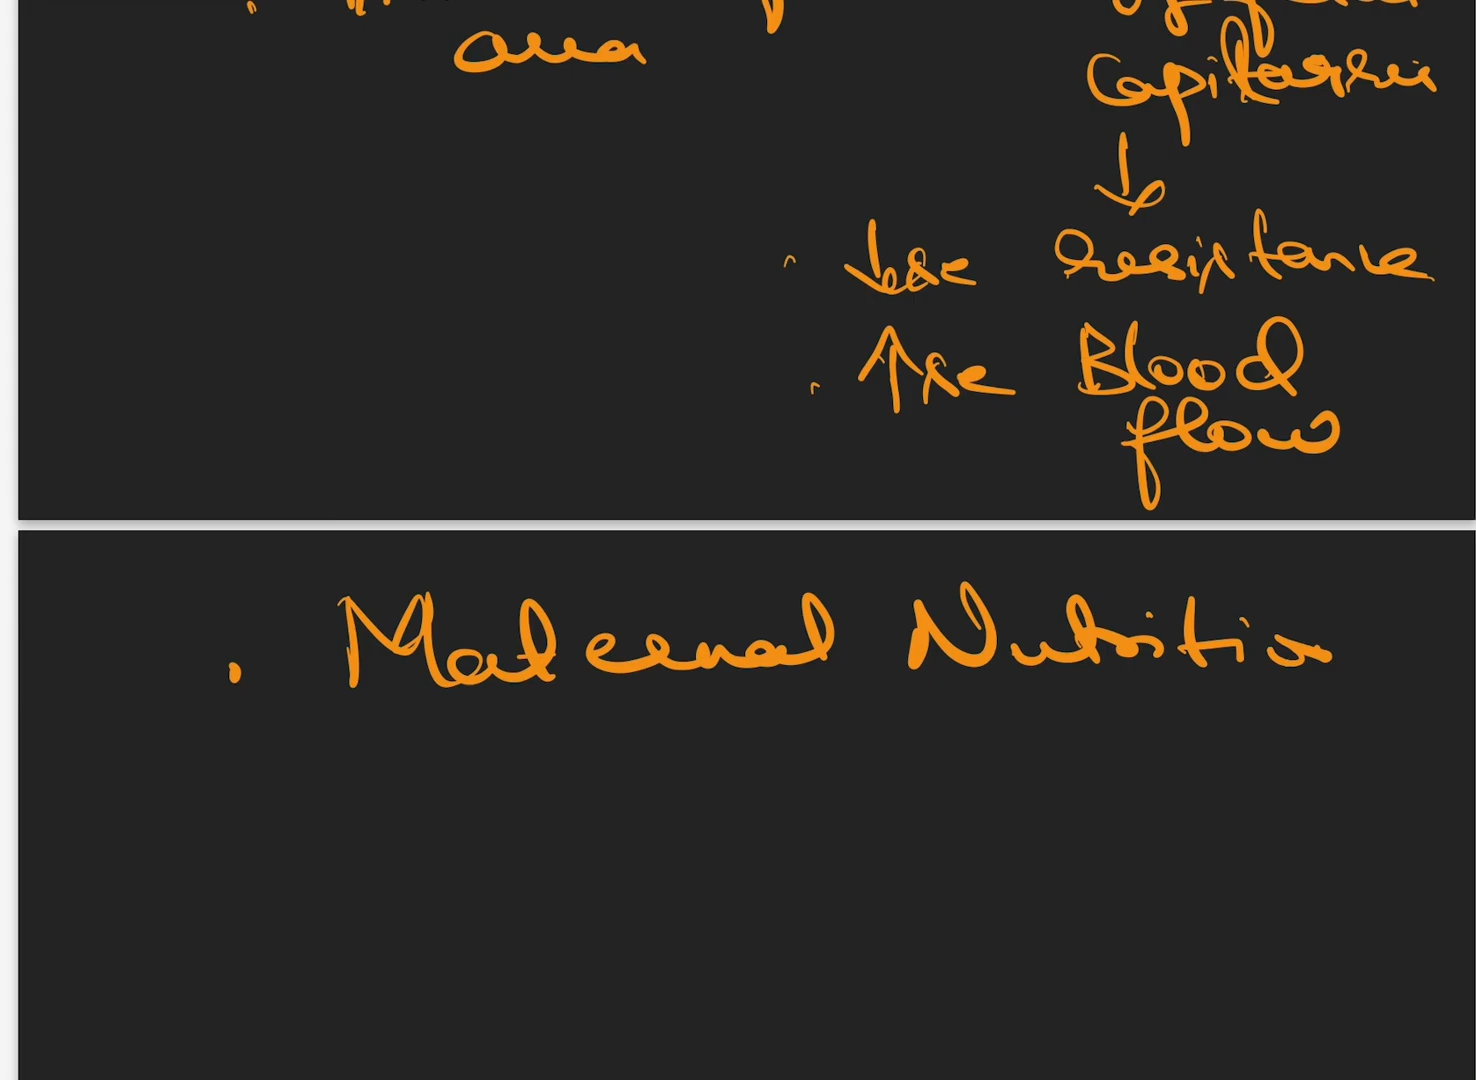 area
capillaries
↓
. ↓se resistance
. ↑se Blood
flow
. Maternal Nutrition